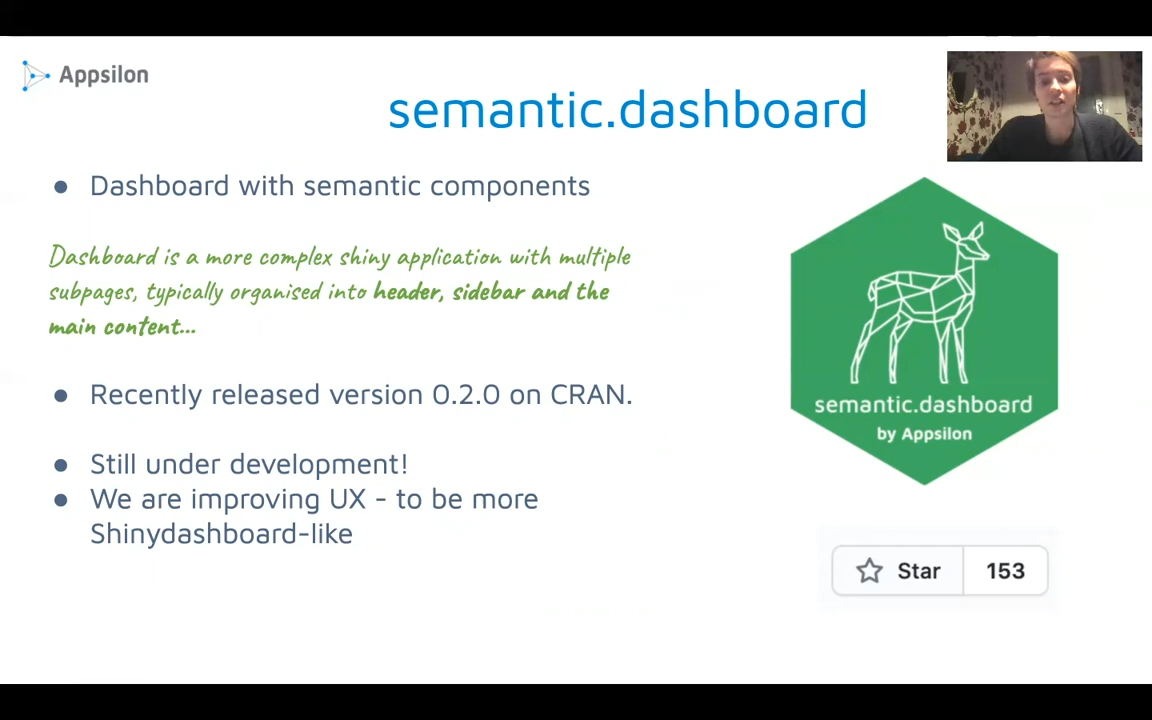 Appsilon
semantic.dashboard
● Dashboard with semantic components
Dashboard is a more complex shiny application with multiple
subpages, typically organised into header, sidebar and the
main content...
● Recently released version 0.2.0 on CRAN.
● Still under development!
● We are improving UX - to be more
Shinydashboard-like
semantic.dashboard
by Appsilon
Star 153